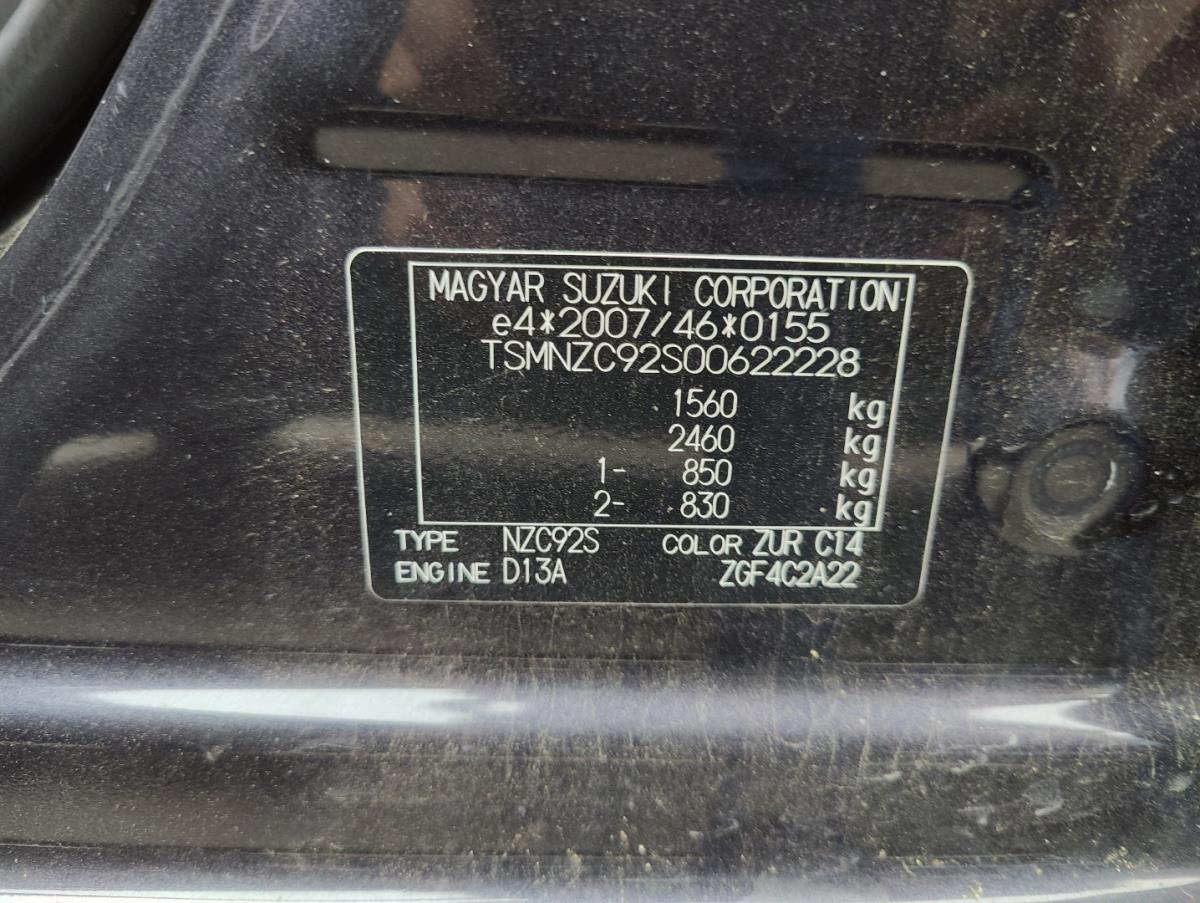 MAGYAR SUZUKI CORPORATION
e4*2007/46*0155
TSMNZC92S00622228
1560 kg
2460 kg
1- 850 kg
2- 830 kg
TYPE NZC92S COLOR ZUR C14
ENGINE D13A ZGF4C2A22